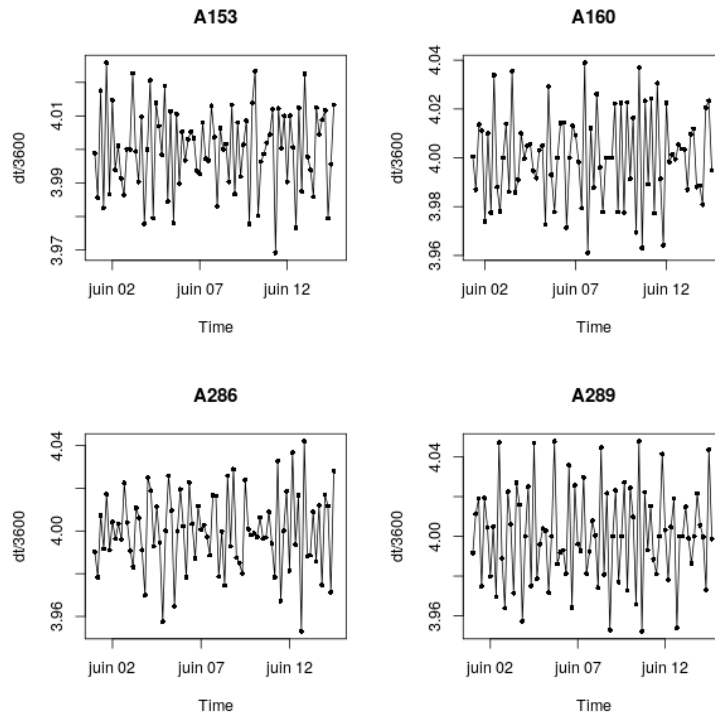 A153
dt/3600
4.01
3.99
3.97
juin 02
juin 07
juin 12
Time
A160
dt/3600
4.04
4.02
4.00
3.98
3.96
juin 02
juin 07
juin 12
Time
A286
dt/3600
4.04
4.00
3.96
juin 02
juin 07
juin 12
Time
A289
dt/3600
4.04
4.00
3.96
juin 02
juin 07
juin 12
Time